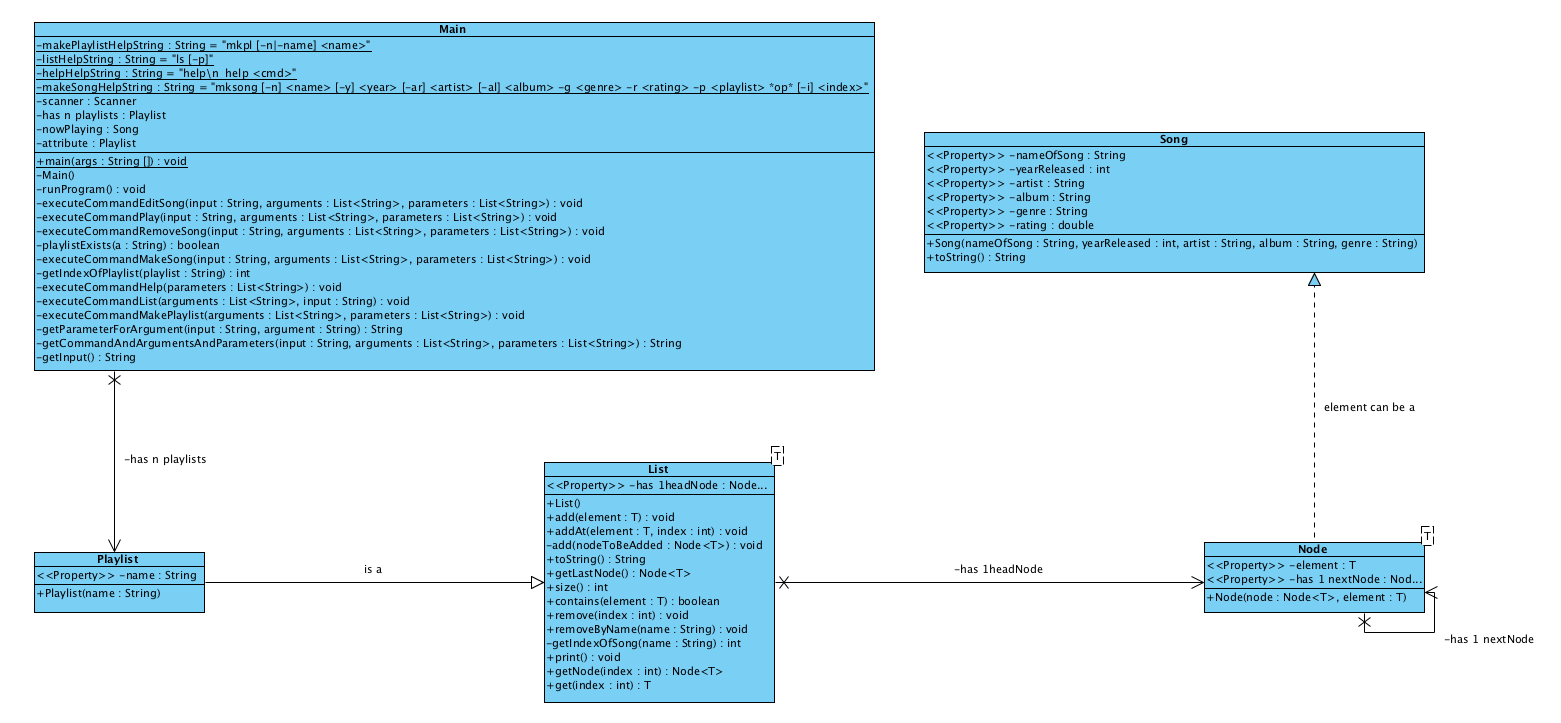 Main
-makePlaylistHelpString : String = "mkpl [-n|-name] <name>"
-listHelpString : String = "ls [-p]"
-helpHelpString : String = "help\n  help <cmd>"
-makeSongHelpString : String = "mksong [-n] <name> [-y] <year> [-ar] <artist> [-al] <album> -g <genre> -r <rating> -p <playlist> *op* [-i] <index>"
-scanner : Scanner
-has n playlists : Playlist
-nowPlaying : Song
-attribute : Playlist
+main(args : String []) : void
-Main()
-runProgram() : void
-executeCommandEditSong(input : String, arguments : List<String>, parameters : List<String>) : void
-executeCommandPlay(input : String, arguments : List<String>, parameters : List<String>) : void
-executeCommandRemoveSong(input : String, arguments : List<String>, parameters : List<String>) : void
-playlistExists(a : String) : boolean
-executeCommandMakeSong(input : String, arguments : List<String>, parameters : List<String>) : void
-getIndexOfPlaylist(playlist : String) : int
-executeCommandHelp(parameters : List<String>) : void
-executeCommandList(arguments : List<String>, input : String) : void
-executeCommandMakePlaylist(arguments : List<String>, parameters : List<String>) : void
-getParameterForArgument(input : String, argument : String) : String
-getCommandAndArgumentsAndParameters(input : String, arguments : List<String>, parameters : List<String>) : String
-getInput() : String
Song
<<Property>> -nameOfSong : String
<<Property>> -yearReleased : int
<<Property>> -artist : String
<<Property>> -album : String
<<Property>> -genre : String
<<Property>> -rating : double
+Song(nameOfSong : String, yearReleased : int, artist : String, album : String, genre : String)
+toString() : String
element can be a
-has n playlists
Playlist
<<Property>> -name : String
+Playlist(name : String)
is a
T
List
<<Property>> -has 1headNode : Node...
+List()
+add(element : T) : void
+addAt(element : T, index : int) : void
-add(nodeToBeAdded : Node<T>) : void
+toString() : String
+getLastNode() : Node<T>
+size() : int
+contains(element : T) : boolean
+remove(index : int) : void
+removeByName(name : String) : void
-getIndexOfSong(name : String) : int
+print() : void
+getNode(index : int) : Node<T>
+get(index : int) : T
-has 1headNode
T
Node
<<Property>> -element : T
<<Property>> -has 1 nextNode : Nod...
+Node(node : Node<T>, element : T)
-has 1 nextNode